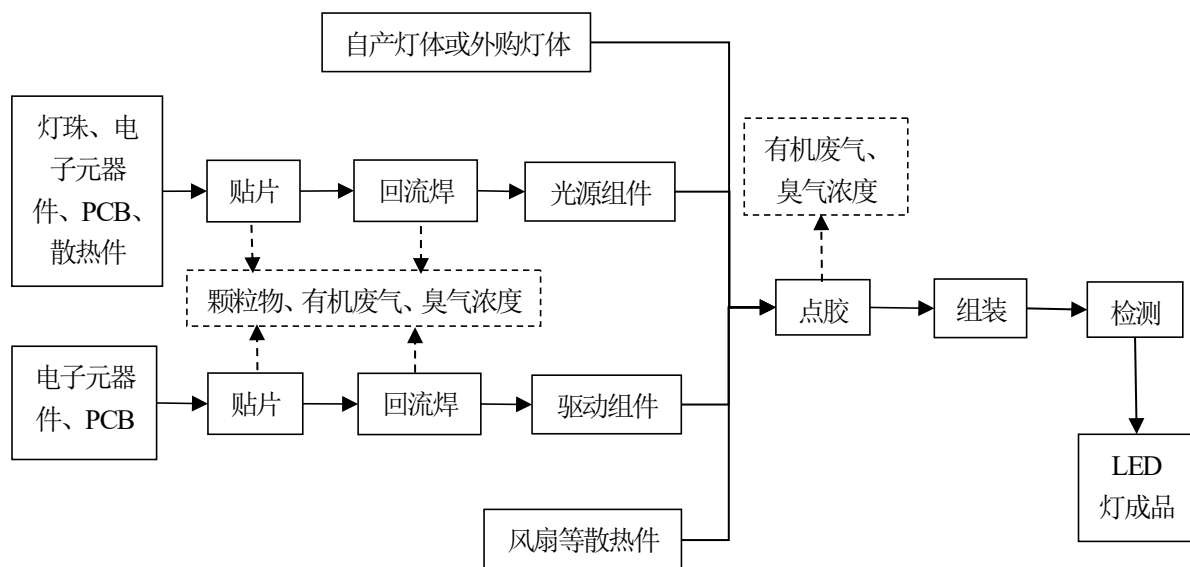 自产灯体或外购灯体
灯珠、电
子元器
件、PCB、
散热件
贴片
回流焊
光源组件
有机废气、
臭气浓度
颗粒物、有机废气、臭气浓度
点胶
组装
检测
电子元器
件、PCB
贴片
回流焊
驱动组件
LED
灯成品
风扇等散热件